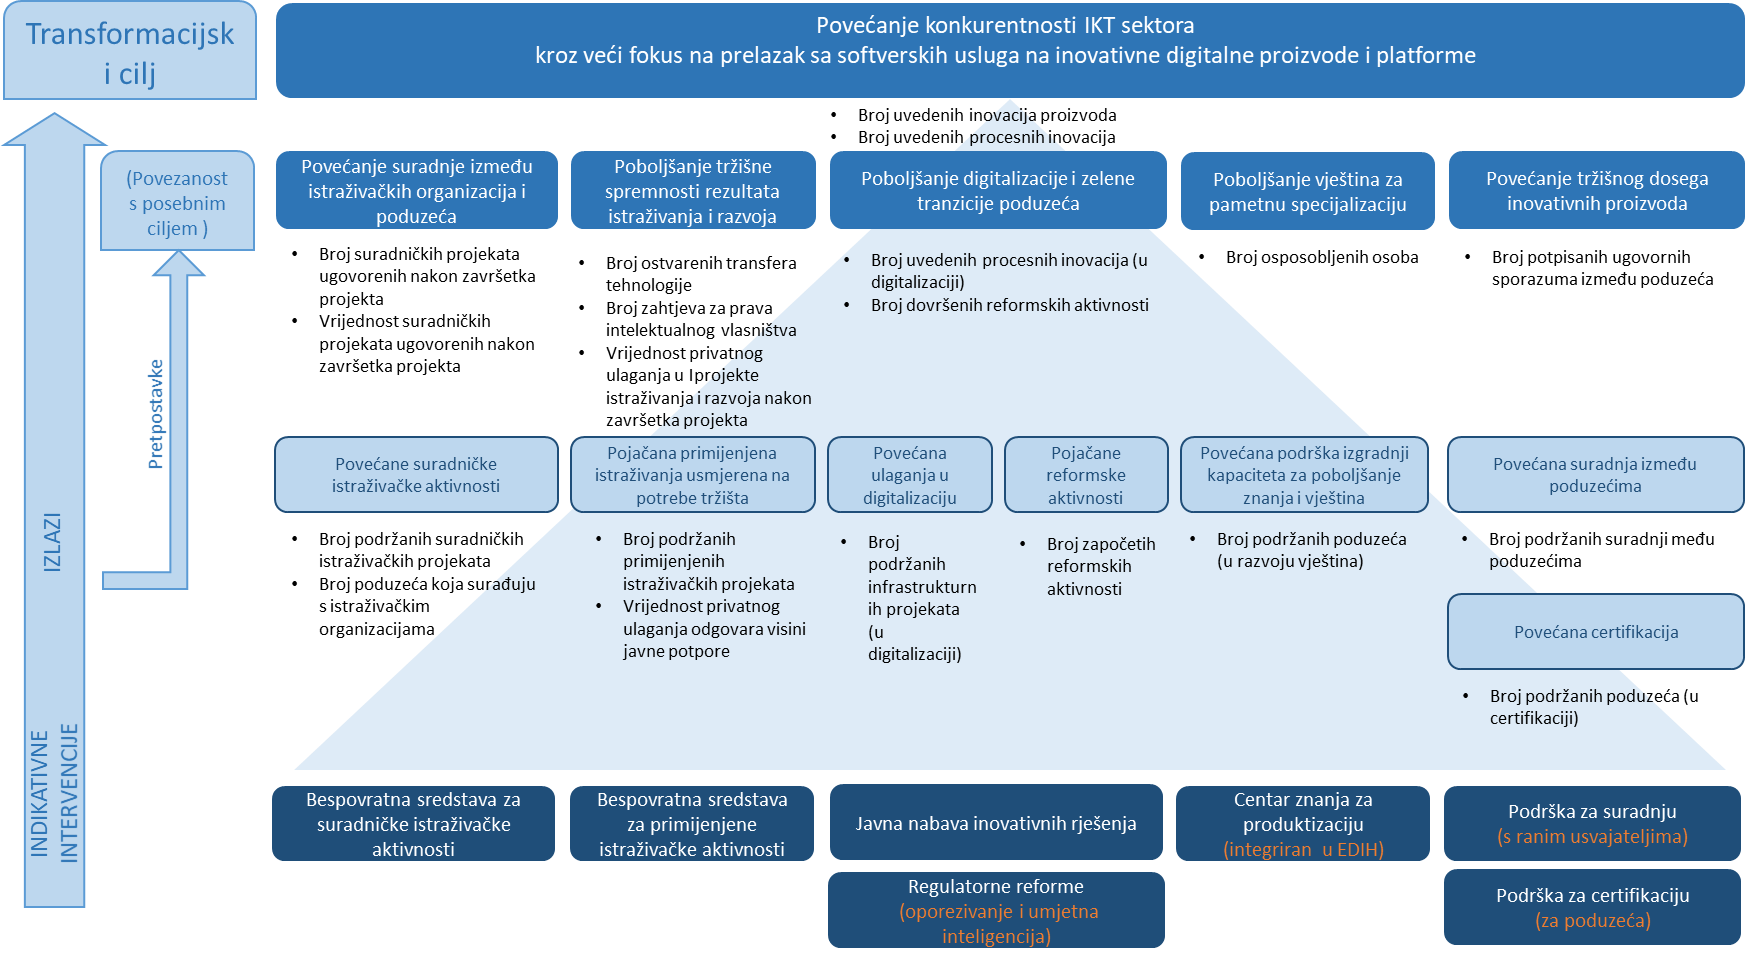 Transformacijsk
i cilj
Povećanje konkurentnosti IKT sektora
kroz veći fokus na prelazak sa softverskih usluga na inovativne digitalne proizvode i platforme
• Broj uvedenih inovacija proizvoda
• Broj uvedenih procesnih inovacija
(Povezanost
s posebnim
ciljem )
Povećanje suradnje između
istraživačkih organizacija i
poduzeća
Poboljšanje tržišne
spremnosti rezultata
istraživanja i razvoja
Poboljšanje digitalizacije i zelene
tranzicije poduzeća
Poboljšanje vještina za
pametnu specijalizaciju
Povećanje tržišnog dosega
inovativnih proizvoda
• Broj suradničkih projekata
ugovorenih nakon završetka
projekta
• Vrijednost suradničkih
projekata ugovorenih nakon
završetka projekta
• Broj ostvarenih transfera
tehnologije
• Broj zahtjeva za prava
intelektualnog vlasništva
• Vrijednost privatnog
ulaganja u Iprojekte
istraživanja i razvoja nakon
završetka projekta
• Broj uvedenih procesnih inovacija (u
digitalizaciji)
• Broj dovršenih reformskih aktivnosti
• Broj osposobljenih osoba
• Broj potpisanih ugovornih
sporazuma između poduzeća
Pretpostavke
Povećane suradničke
istraživačke aktivnosti
Pojačana primijenjena
istraživanja usmjerena na
potrebe tržišta
Povećana
ulaganja u
digitalizaciju
Pojačane
reformske
aktivnosti
Povećana podrška izgradnji
kapaciteta za poboljšanje
znanja i vještina
Povećana suradnja između
poduzećima
IZLAZI
• Broj podržanih suradničkih
istraživačkih projekata
• Broj poduzeća koja surađuju
s istraživačkim
organizacijama
• Broj podržanih
primijenjenih
istraživačkih projekata
• Vrijednost privatnog
ulaganja odgovara visini
javne potpore
• Broj
podržanih
infrastrukturn
ih projekata
(u
digitalizaciji)
• Broj započetih
reformskih
aktivnosti
• Broj podržanih poduzeća
(u razvoju vještina)
• Broj podržanih suradnji među
poduzećima
Povećana certifikacija
• Broj podržanih poduzeća (u
certifikaciji)
INDIKATIVNE
INTERVENCIJE
Bespovratna sredstava za
suradničke istraživačke
aktivnosti
Bespovratna sredstava
za primijenjene
istraživačke aktivnosti
Javna nabava inovativnih rješenja
Centar znanja za
produktizaciju
(integriran u EDIH)
Podrška za suradnju
(s ranim usvajateljima)
Regulatorne reforme
(oporezivanje i umjetna
inteligencija)
Podrška za certifikaciju
(za poduzeća)